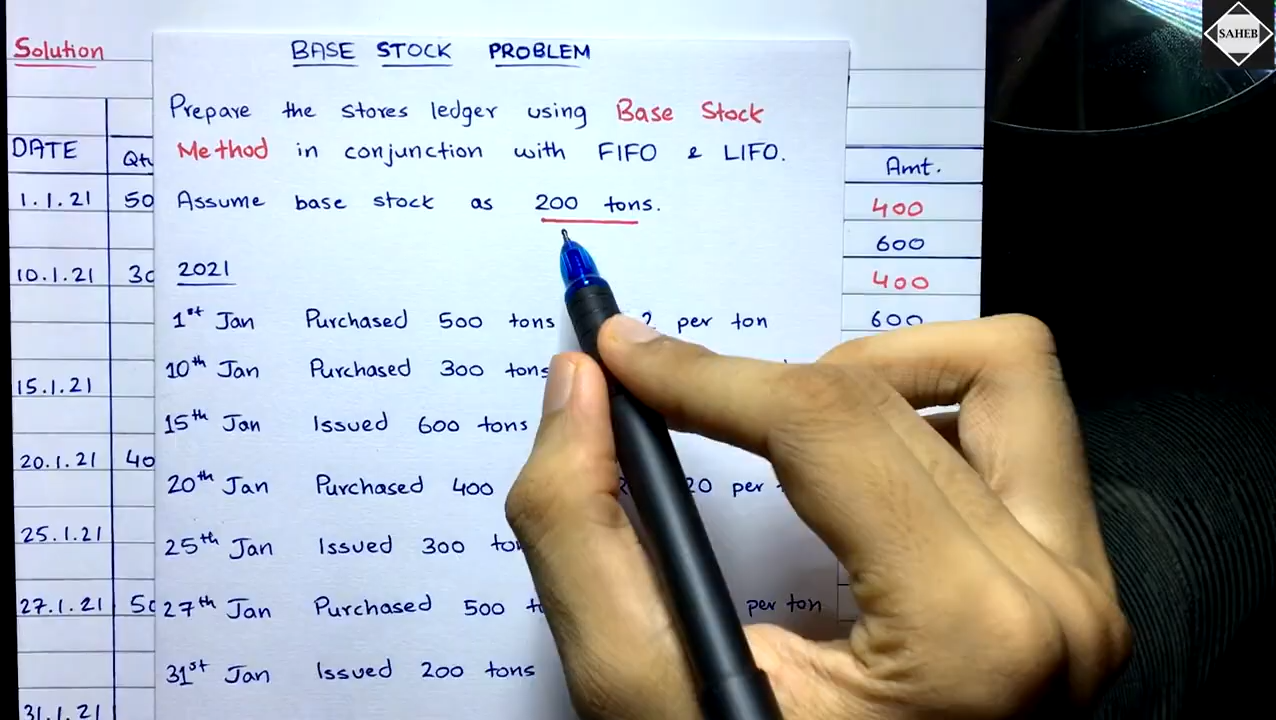 SAHEB
Solution
BASE STOCK PROBLEM
Prepare the stores ledger using Base Stock
Method in conjunction with FIFO & LIFO.
Assume base stock as 200 tons.
2021
1st Jan Purchased 500 tons 2 per ton
10th Jan Purchased 300 tons
15th Jan Issued 600 tons
20th Jan Purchased 400 20 per
25th Jan Issued 300
27th Jan Purchased 500 per ton
31st Jan Issued 200 tons
DATE
1.1.21
10.1.21
15.1.21
20.1.21
25.1.21
27.1.21
31.1.21
Amt.
400
600
400
600